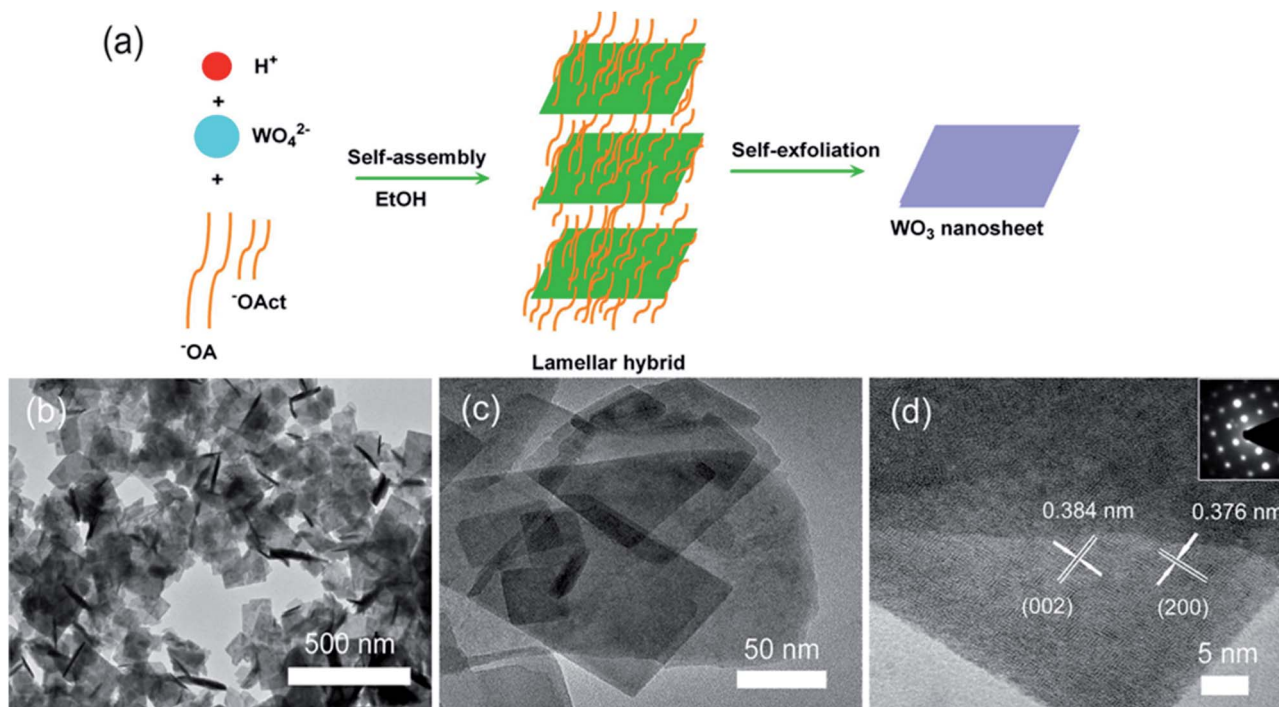 (a)
H⁺
+
WO₄²⁻
+
⁻OAct
⁻OA
Self-assembly
EtOH
Lamellar hybrid
Self-exfoliation
WO₃ nanosheet
(b)
500 nm
(c)
50 nm
(d)
0.384 nm
0.376 nm
(002)
(200)
5 nm